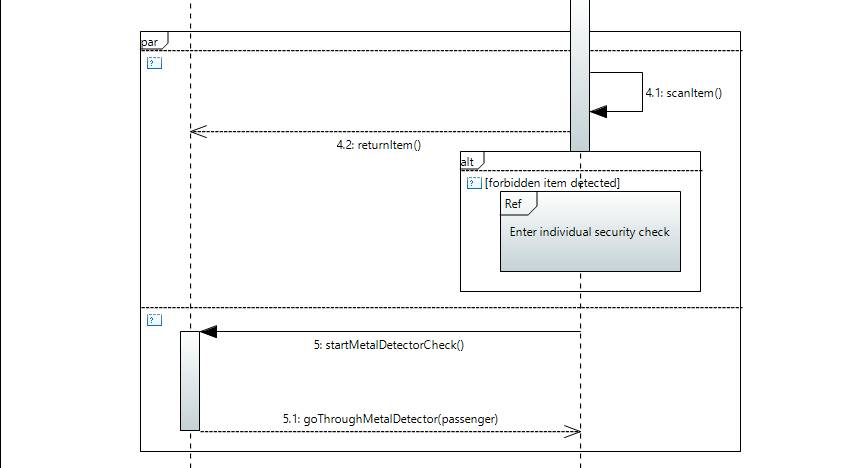 par
?
4.1: scanItem()
4.2: returnItem()
alt
? [forbidden item detected]
Ref
Enter individual security check
?
5: startMetalDetectorCheck()
5.1: goThroughMetalDetector(passenger)